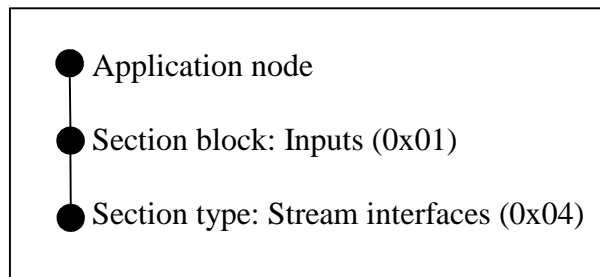 Application node
Section block: Inputs (0x01)
Section type: Stream interfaces (0x04)